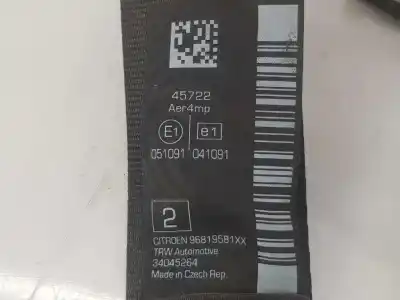 45722
Aer4mp
E1 e1
051091 041091
2
CITROEN 96819581XX
TRW Automotive
34045264
Made in Czech Rep.